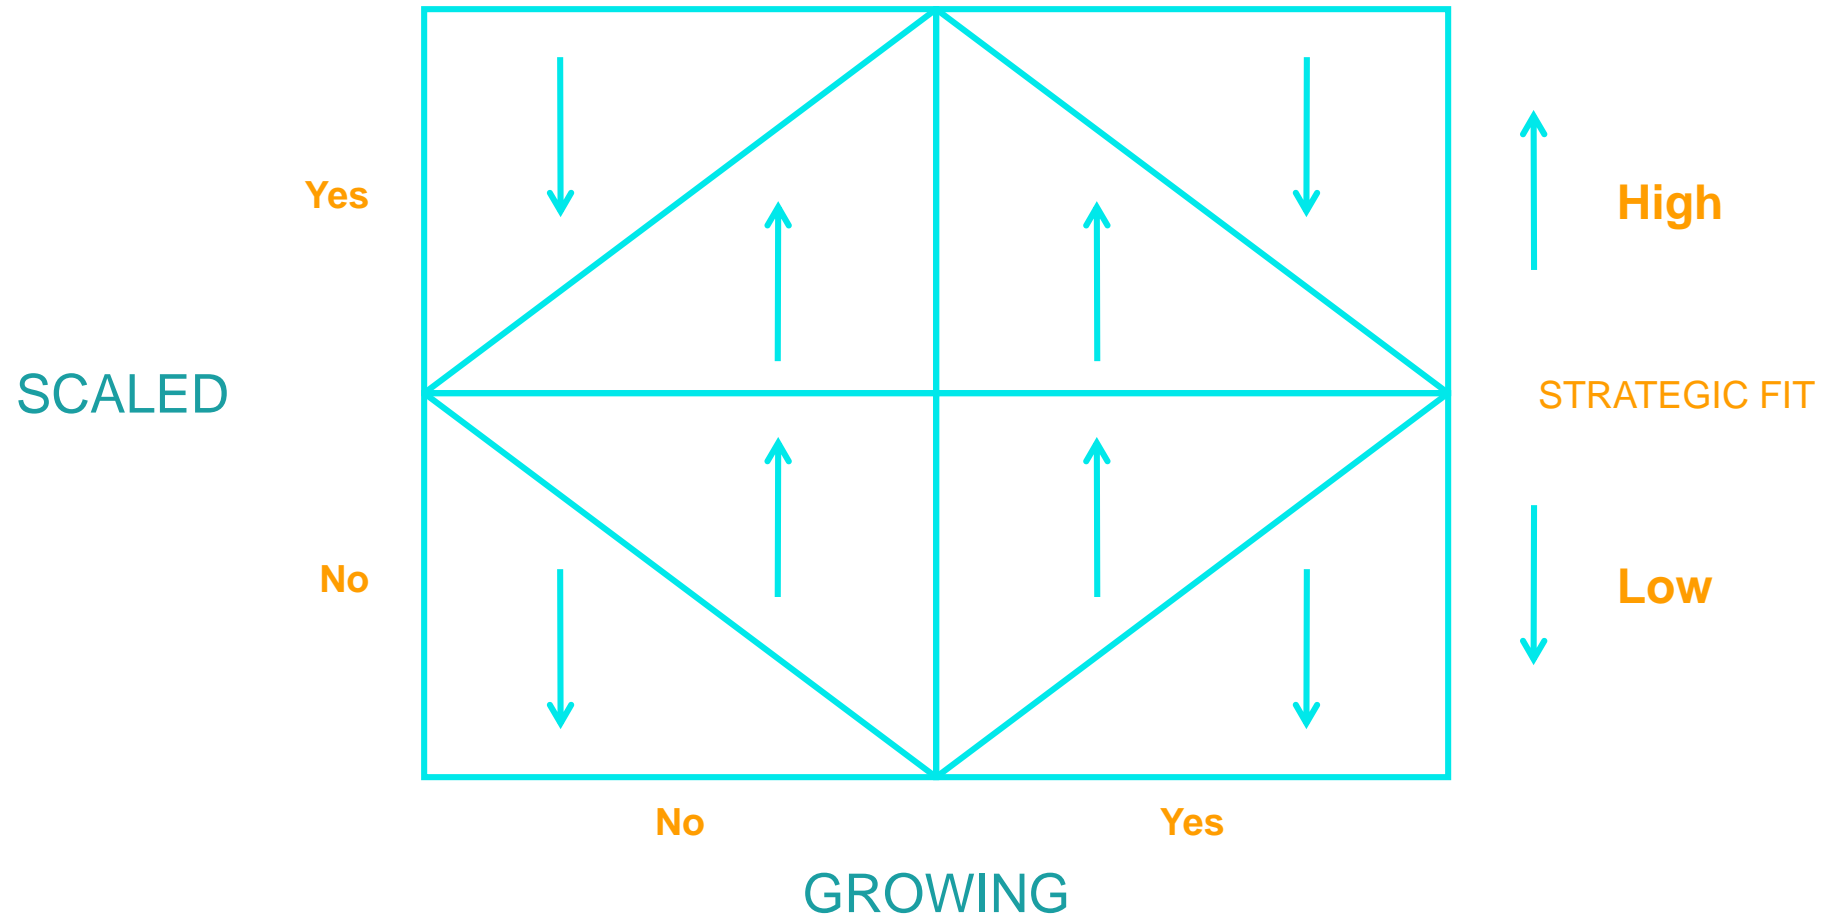 Yes
High
SCALED
STRATEGIC FIT
No
Low
No
Yes
GROWING